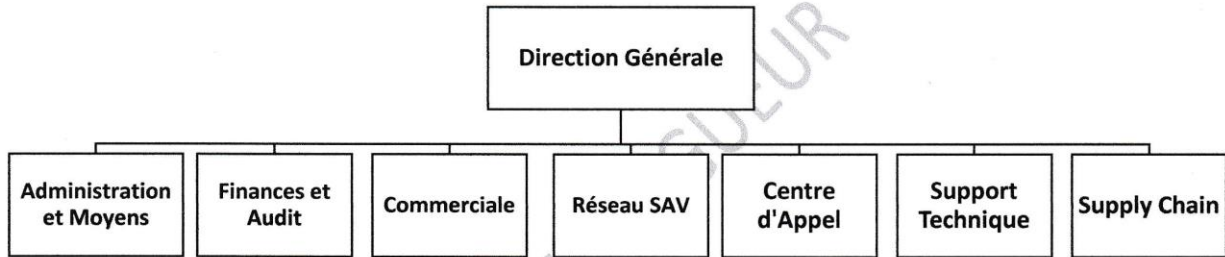 Direction Générale
Administration
et Moyens
Finances et
Audit
Commerciale
Réseau SAV
Centre
d'Appel
Support
Technique
Supply Chain